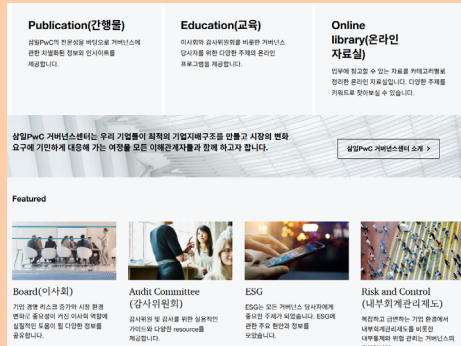 Publication(간행물)
삼일PwC의 전문성을 바탕으로 거버넌스에
관한 차별화된 정보와 인사이트를
제공합니다.
Education(교육)
이사회와 감사위원회를 비롯한 거버넌스
당사자를 위한 다양한 주제의 온라인
프로그램을 제공합니다.
Online
library(온라인
자료실)
업무에 참고할 수 있는 자료를 카테고리별로
정리한 온라인 자료실입니다. 다양한 주제를
키워드로 찾아보실 수 있습니다.
삼일PwC 거버넌스센터는 우리 기업들이 최적의 기업지배구조를 만들고 시장의 변화
요구에 기민하게 대응해 가는 여정을 모든 이해관계자들과 함께 하고자 합니다.
삼일PwC 거버넌스센터 소개 >
Featured
Board(이사회)
기업 경영 리스크 증가와 시장 환경
변화로 중요성이 커진 이사회 역할에
실질적인 도움이 될 다양한 정보를
공유합니다.
Audit Committee
(감사위원회)
감사위원 및 감사를 위한 실용적인
가이드와 다양한 resource를
제공합니다.
ESG
ESG는 모든 거버넌스 당사자에게
중요한 주제가 되었습니다. ESG에
관한 주요 현안과 정보를
모았습니다.
Risk and Control
(내부회계관리제도)
복잡하고 급변하는 기업 환경에서
내부회계관리제도를 비롯한
내부통제와 위험 관리는 거버넌스의